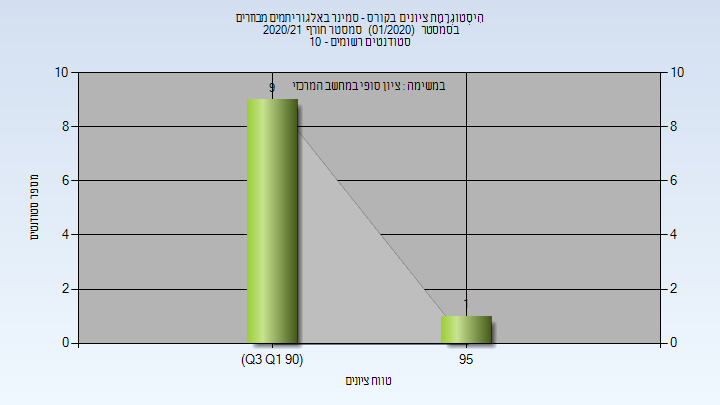 היסטוגרמת ציונים בקורס - סמינר באלגוריתמים מבחרים
בסמסטר (01/2020) סמסטר חורף 2020/21
סטודנטים רשומים - 10
במשימה : ציון סופי במחשב המרכזי
10 10
9
8 8
6 6
4 4
2 2
1
0 0
מספר סטודנטים
(Q3 Q1 90) 95
טווח ציונים